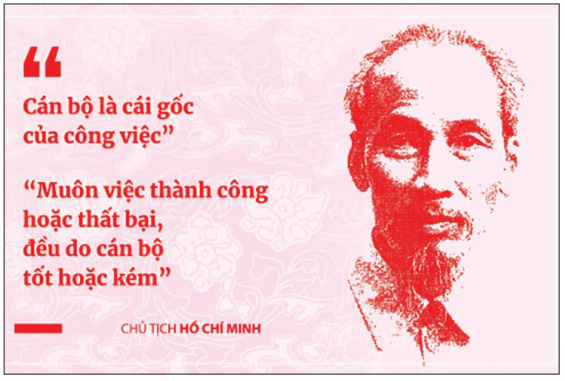 “
Cán bộ là cái gốc
của công việc”
“Muôn việc thành công
hoặc thất bại,
đều do cán bộ
tốt hoặc kém”
CHỦ TỊCH HỒ CHÍ MINH